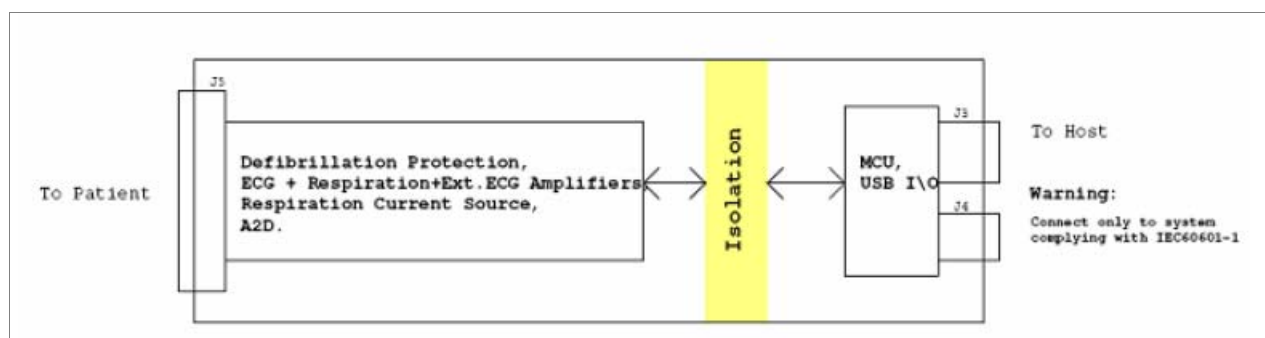 J5
To Patient
Defibrillation Protection,
ECG + Respiration+Ext.ECG Amplifiers
Respiration Current Source,
A2D.
Isolation
MCU,
USB I\O
J3
J4
To Host
Warning:
Connect only to system
complying with IEC60601-1